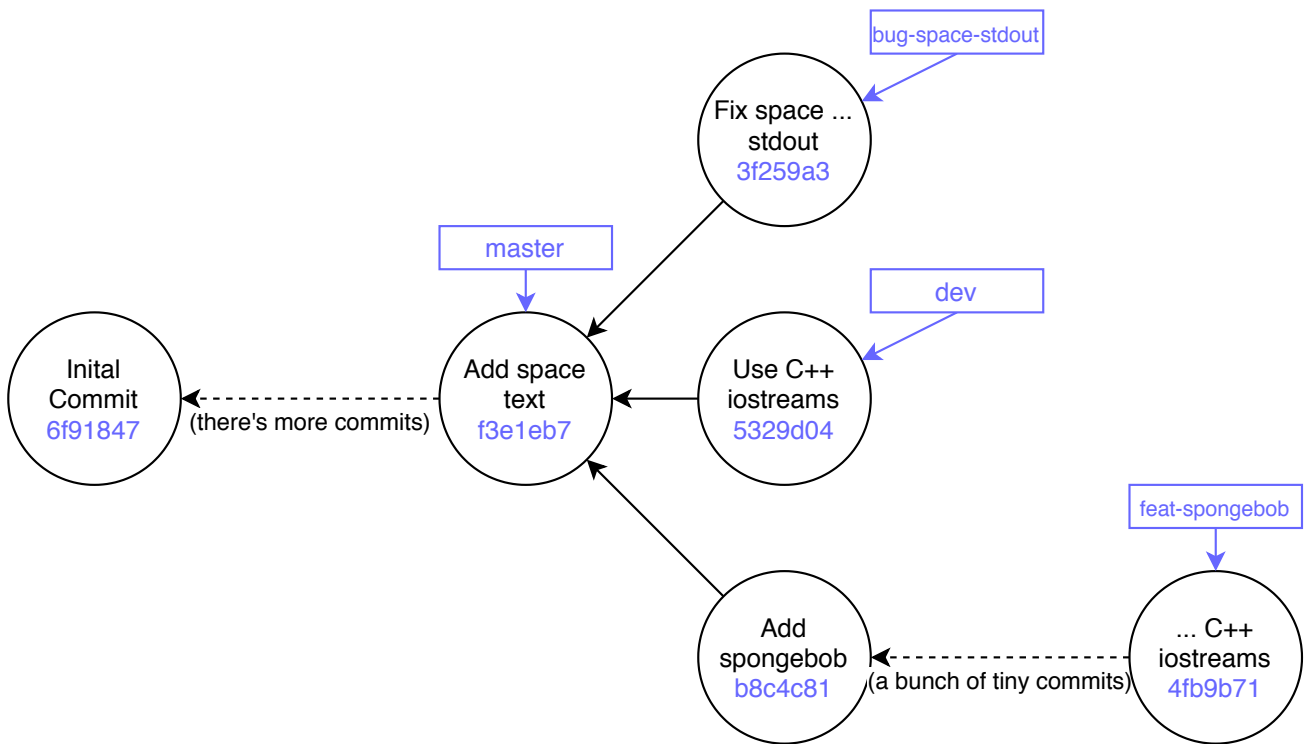 bug-space-stdout
Fix space ...
stdout
3f259a3
master
dev
Inital
Commit
6f91847
(there's more commits)
Add space
text
f3e1eb7
Use C++
iostreams
5329d04
feat-spongebob
Add
spongebob
b8c4c81
(a bunch of tiny commits)
... C++
iostreams
4fb9b71